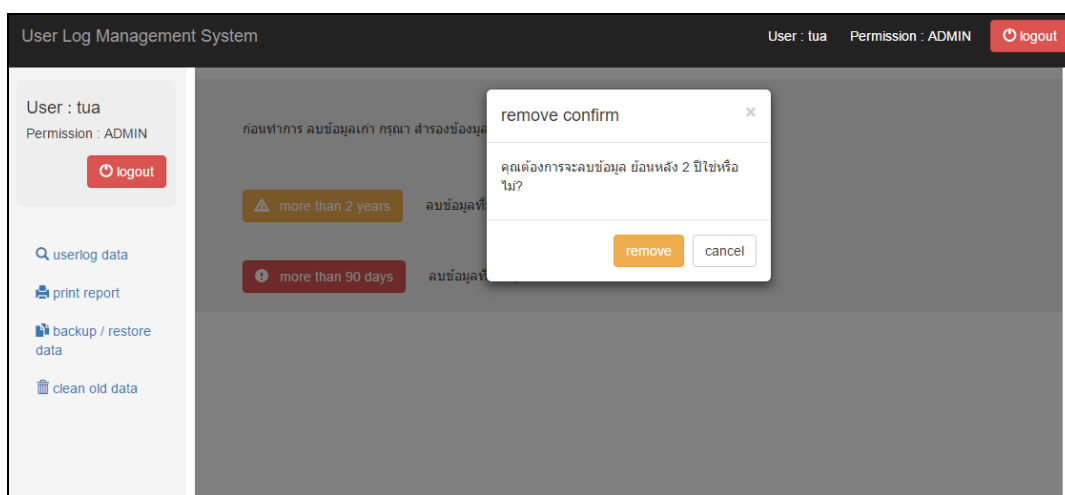 User Log Management System
User : tua Permission : ADMIN logout
User : tua
Permission : ADMIN
logout
userlog data
print report
backup / restore
data
clean old data
ก่อนทำการ ลบข้อมูลเก่า กรุณา สำรองข้องมูล
more than 2 years ลบข้อมูลที่
more than 90 days ลบข้อมูลที่
remove confirm ×
คุณต้องการจะลบข้อมูล ย้อนหลัง 2 ปีใช่หรือ
ไม่?
remove cancel